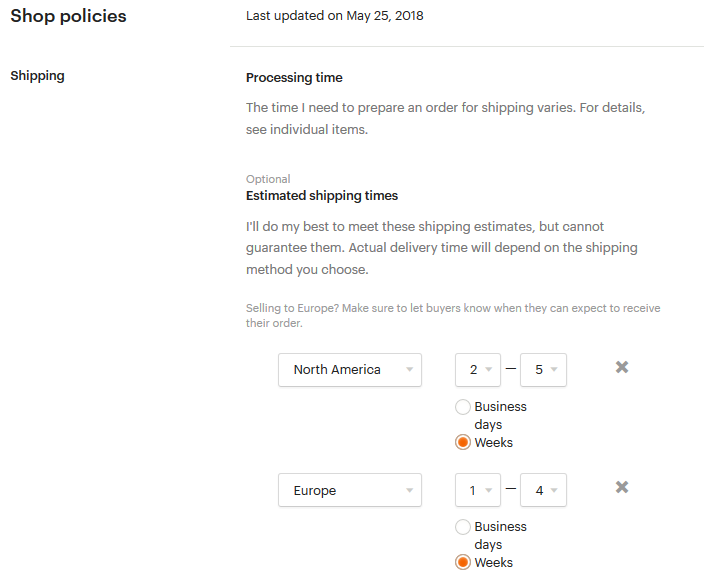 Shop policies
Last updated on May 25, 2018
Shipping
Processing time
The time I need to prepare an order for shipping varies. For details,
see individual items.
Optional
Estimated shipping times
I'll do my best to meet these shipping estimates, but cannot
guarantee them. Actual delivery time will depend on the shipping
method you choose.
Selling to Europe? Make sure to let buyers know when they can expect to receive
their order.
North America 2 – 5
Business
days
Weeks
Europe 1 – 4
Business
days
Weeks